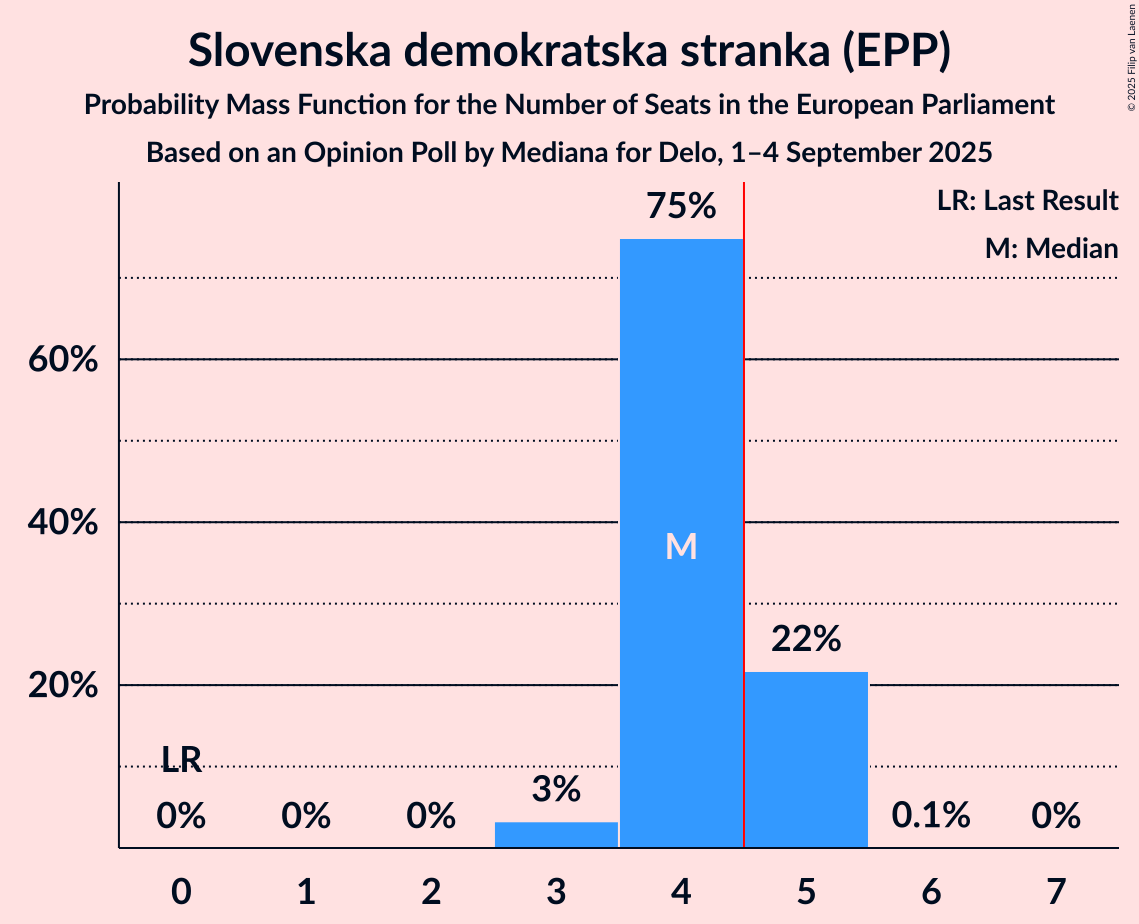 Slovenska demokratska stranka (EPP)
Probability Mass Function for the Number of Seats in the European Parliament
Based on an Opinion Poll by Mediana for Delo, 1–4 September 2025
© 2025 Filip van Laenen
LR: Last Result
M: Median
75%
60%
40%
M
22%
20%
LR
3%
0% 0% 0% 0.1% 0%
0 1 2 3 4 5 6 7